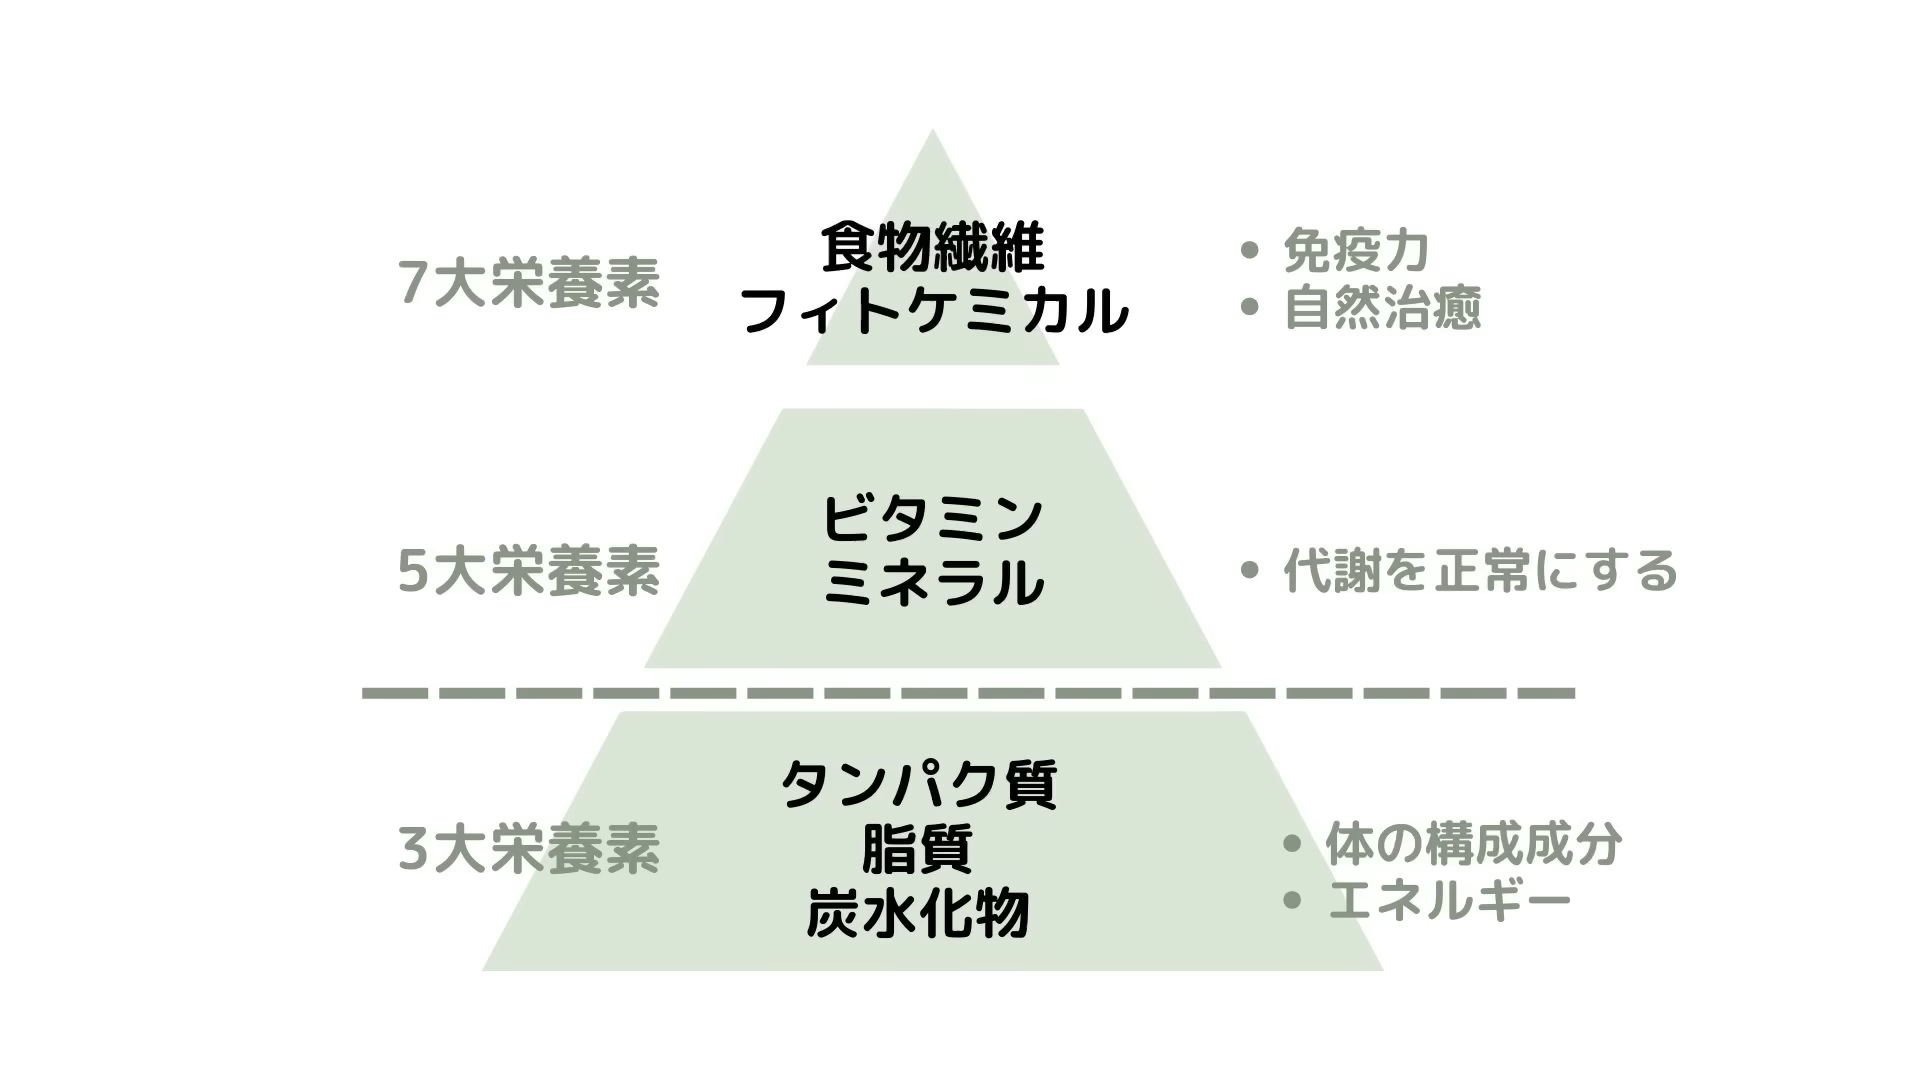 7大栄養素
食物繊維
フィトケミカル
• 免疫力
• 自然治癒
5大栄養素
ビタミン
ミネラル
• 代謝を正常にする
3大栄養素
タンパク質
脂質
炭水化物
• 体の構成成分
• エネルギー